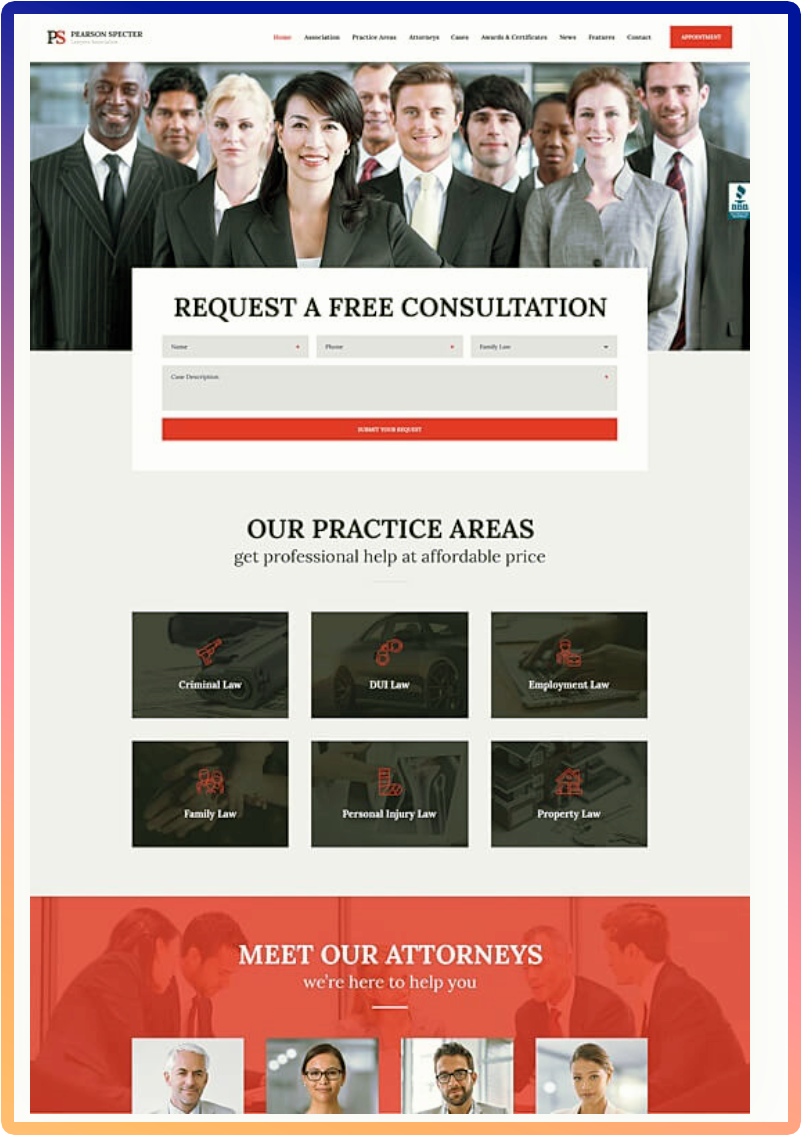 PS PEARSON SPECTER
Lawyers Association
Home Association Practice Areas Attorneys Cases Awards & Certificates News Features Contact APPOINTMENT
BBB
REQUEST A FREE CONSULTATION
Name * Phone * Family Law
Case Description *
SUBMIT YOUR REQUEST
OUR PRACTICE AREAS
get professional help at affordable price
Criminal Law DUI Law Employment Law
Family Law Personal Injury Law Property Law
MEET OUR ATTORNEYS
we're here to help you